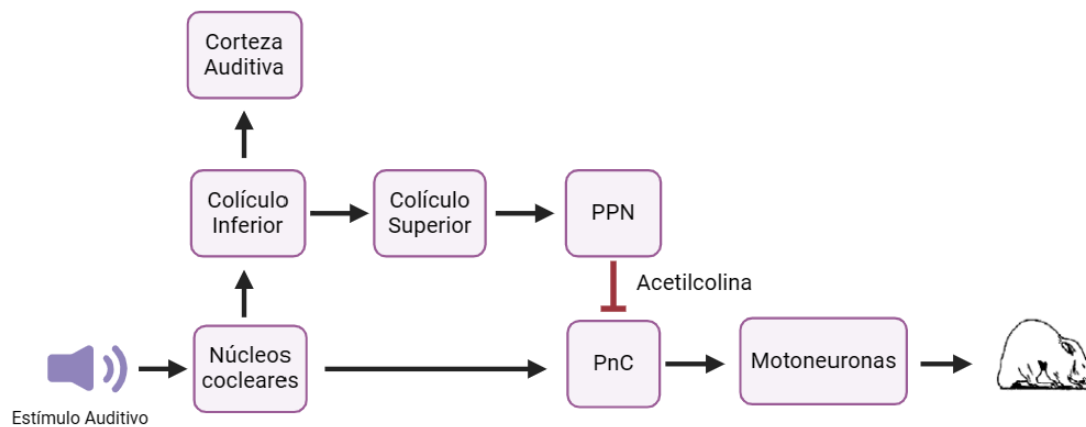 Corteza
Auditiva
Colículo
Inferior
Colículo
Superior
PPN
Acetilcolina
Núcleos
cocleares
PnC
Motoneuronas
Estímulo Auditivo